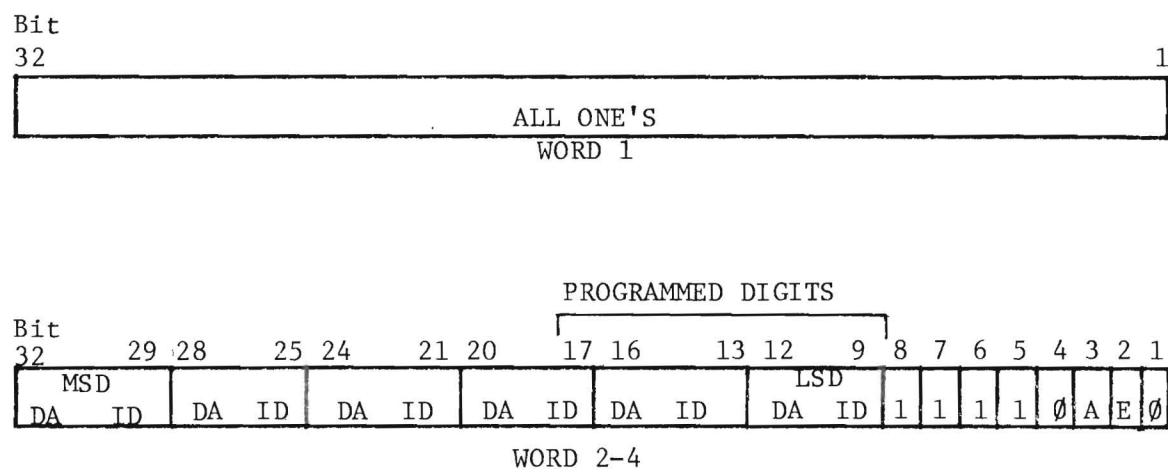 Bit
32 1
ALL ONE'S
WORD 1
PROGRAMMED DIGITS
Bit
32 29 28 25 24 21 20 17 16 13 12 9 8 7 6 5 4 3 2 1
MSD LSD
DA ID DA ID DA ID DA ID DA ID DA ID 1 1 1 1 Ø A E Ø
WORD 2-4